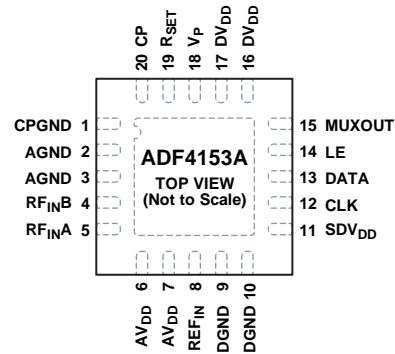 20 CP
19 RSET
18 VP
17 DVDD
16 DVDD
CPGND 1
AGND 2
AGND 3
RFINB 4
RFINA 5
ADF4153A
TOP VIEW
(Not to Scale)
15 MUXOUT
14 LE
13 DATA
12 CLK
11 SDVDD
AVDD 6
AVDD 7
REFIN 8
DGND 9
DGND 10